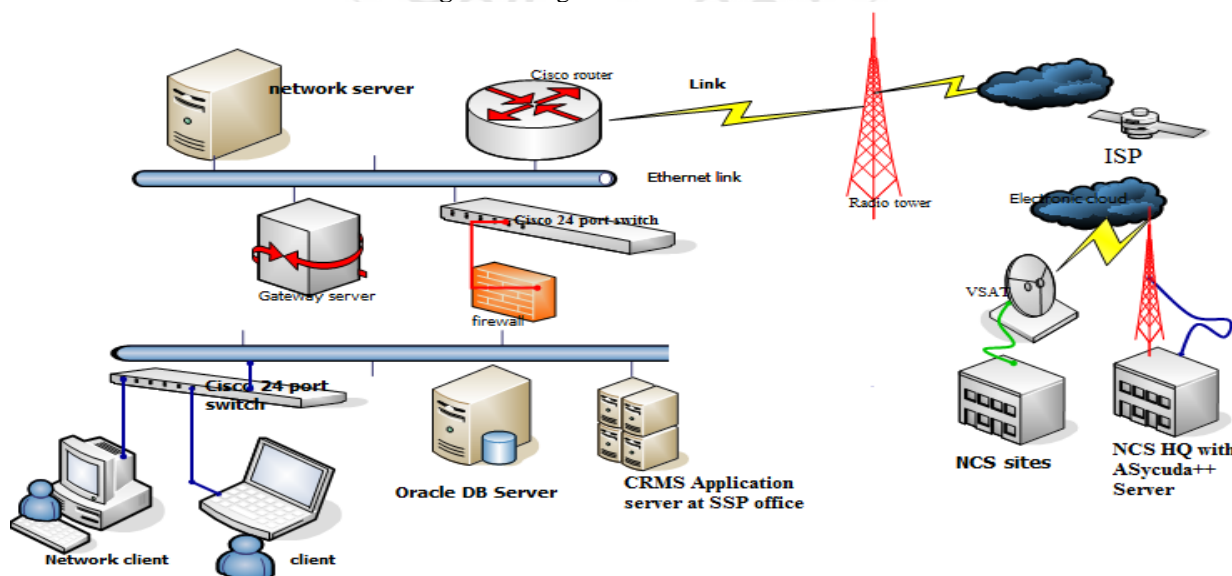 Cisco router
network server
Link
ISP
Ethernet link
Radio tower
Electronic cloud
Cisco 24 port switch
Gateway server
VSAT
firewall
Cisco 24 port
switch
Oracle DB Server
CRMS Application
server at SSP office
NCS sites
NCS HQ with
ASycuda++
Server
Network client
client